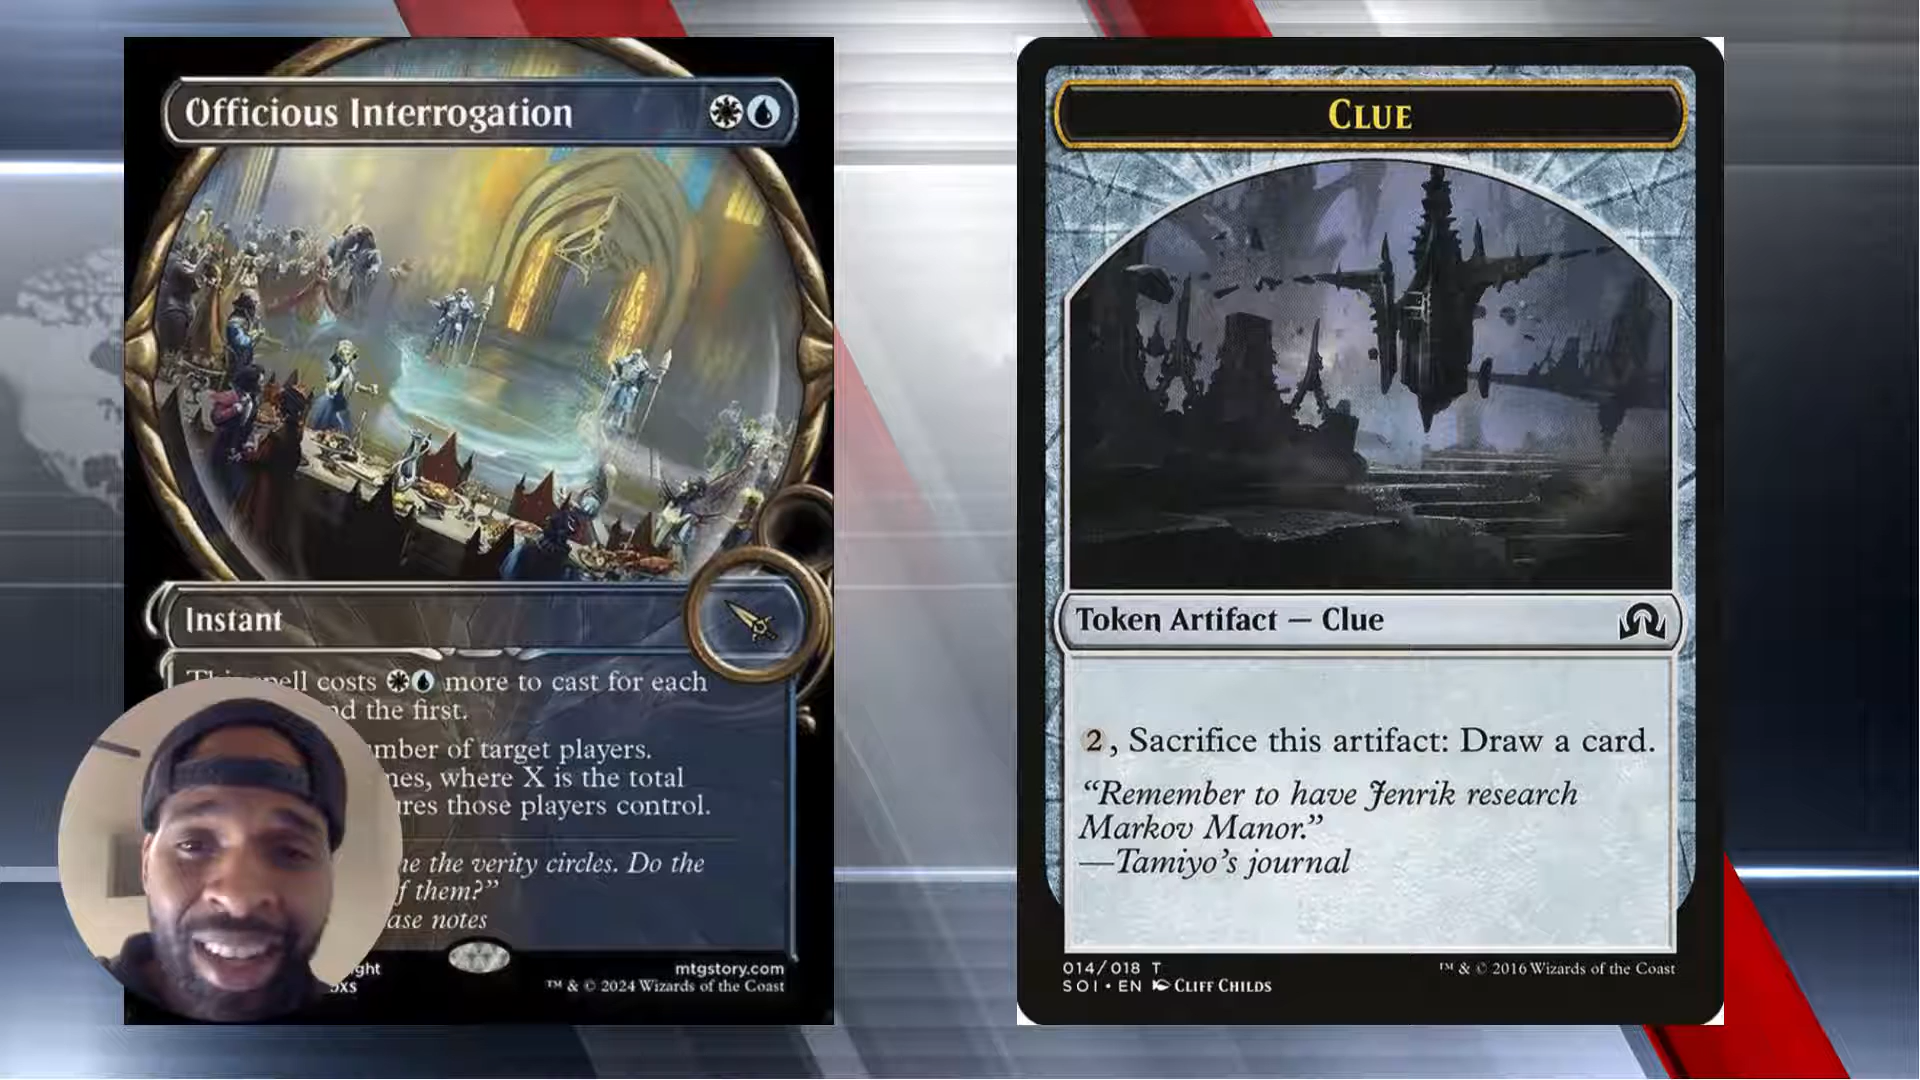 Officious Interrogation
Instant
spell costs more to cast for each
the first.
of target players.
where X is the total
those players control.
the verity circles. Do the
them?”
notes
mtgstory.com
™ & © 2024 Wizards of the Coast
CLUE
Token Artifact — Clue
2, Sacrifice this artifact: Draw a card.
“Remember to have Jenrik research
Markov Manor.”
—Tamiyo’s journal
014/018 T
SOI • EN CLIFF CHILDS
™ & © 2016 Wizards of the Coast